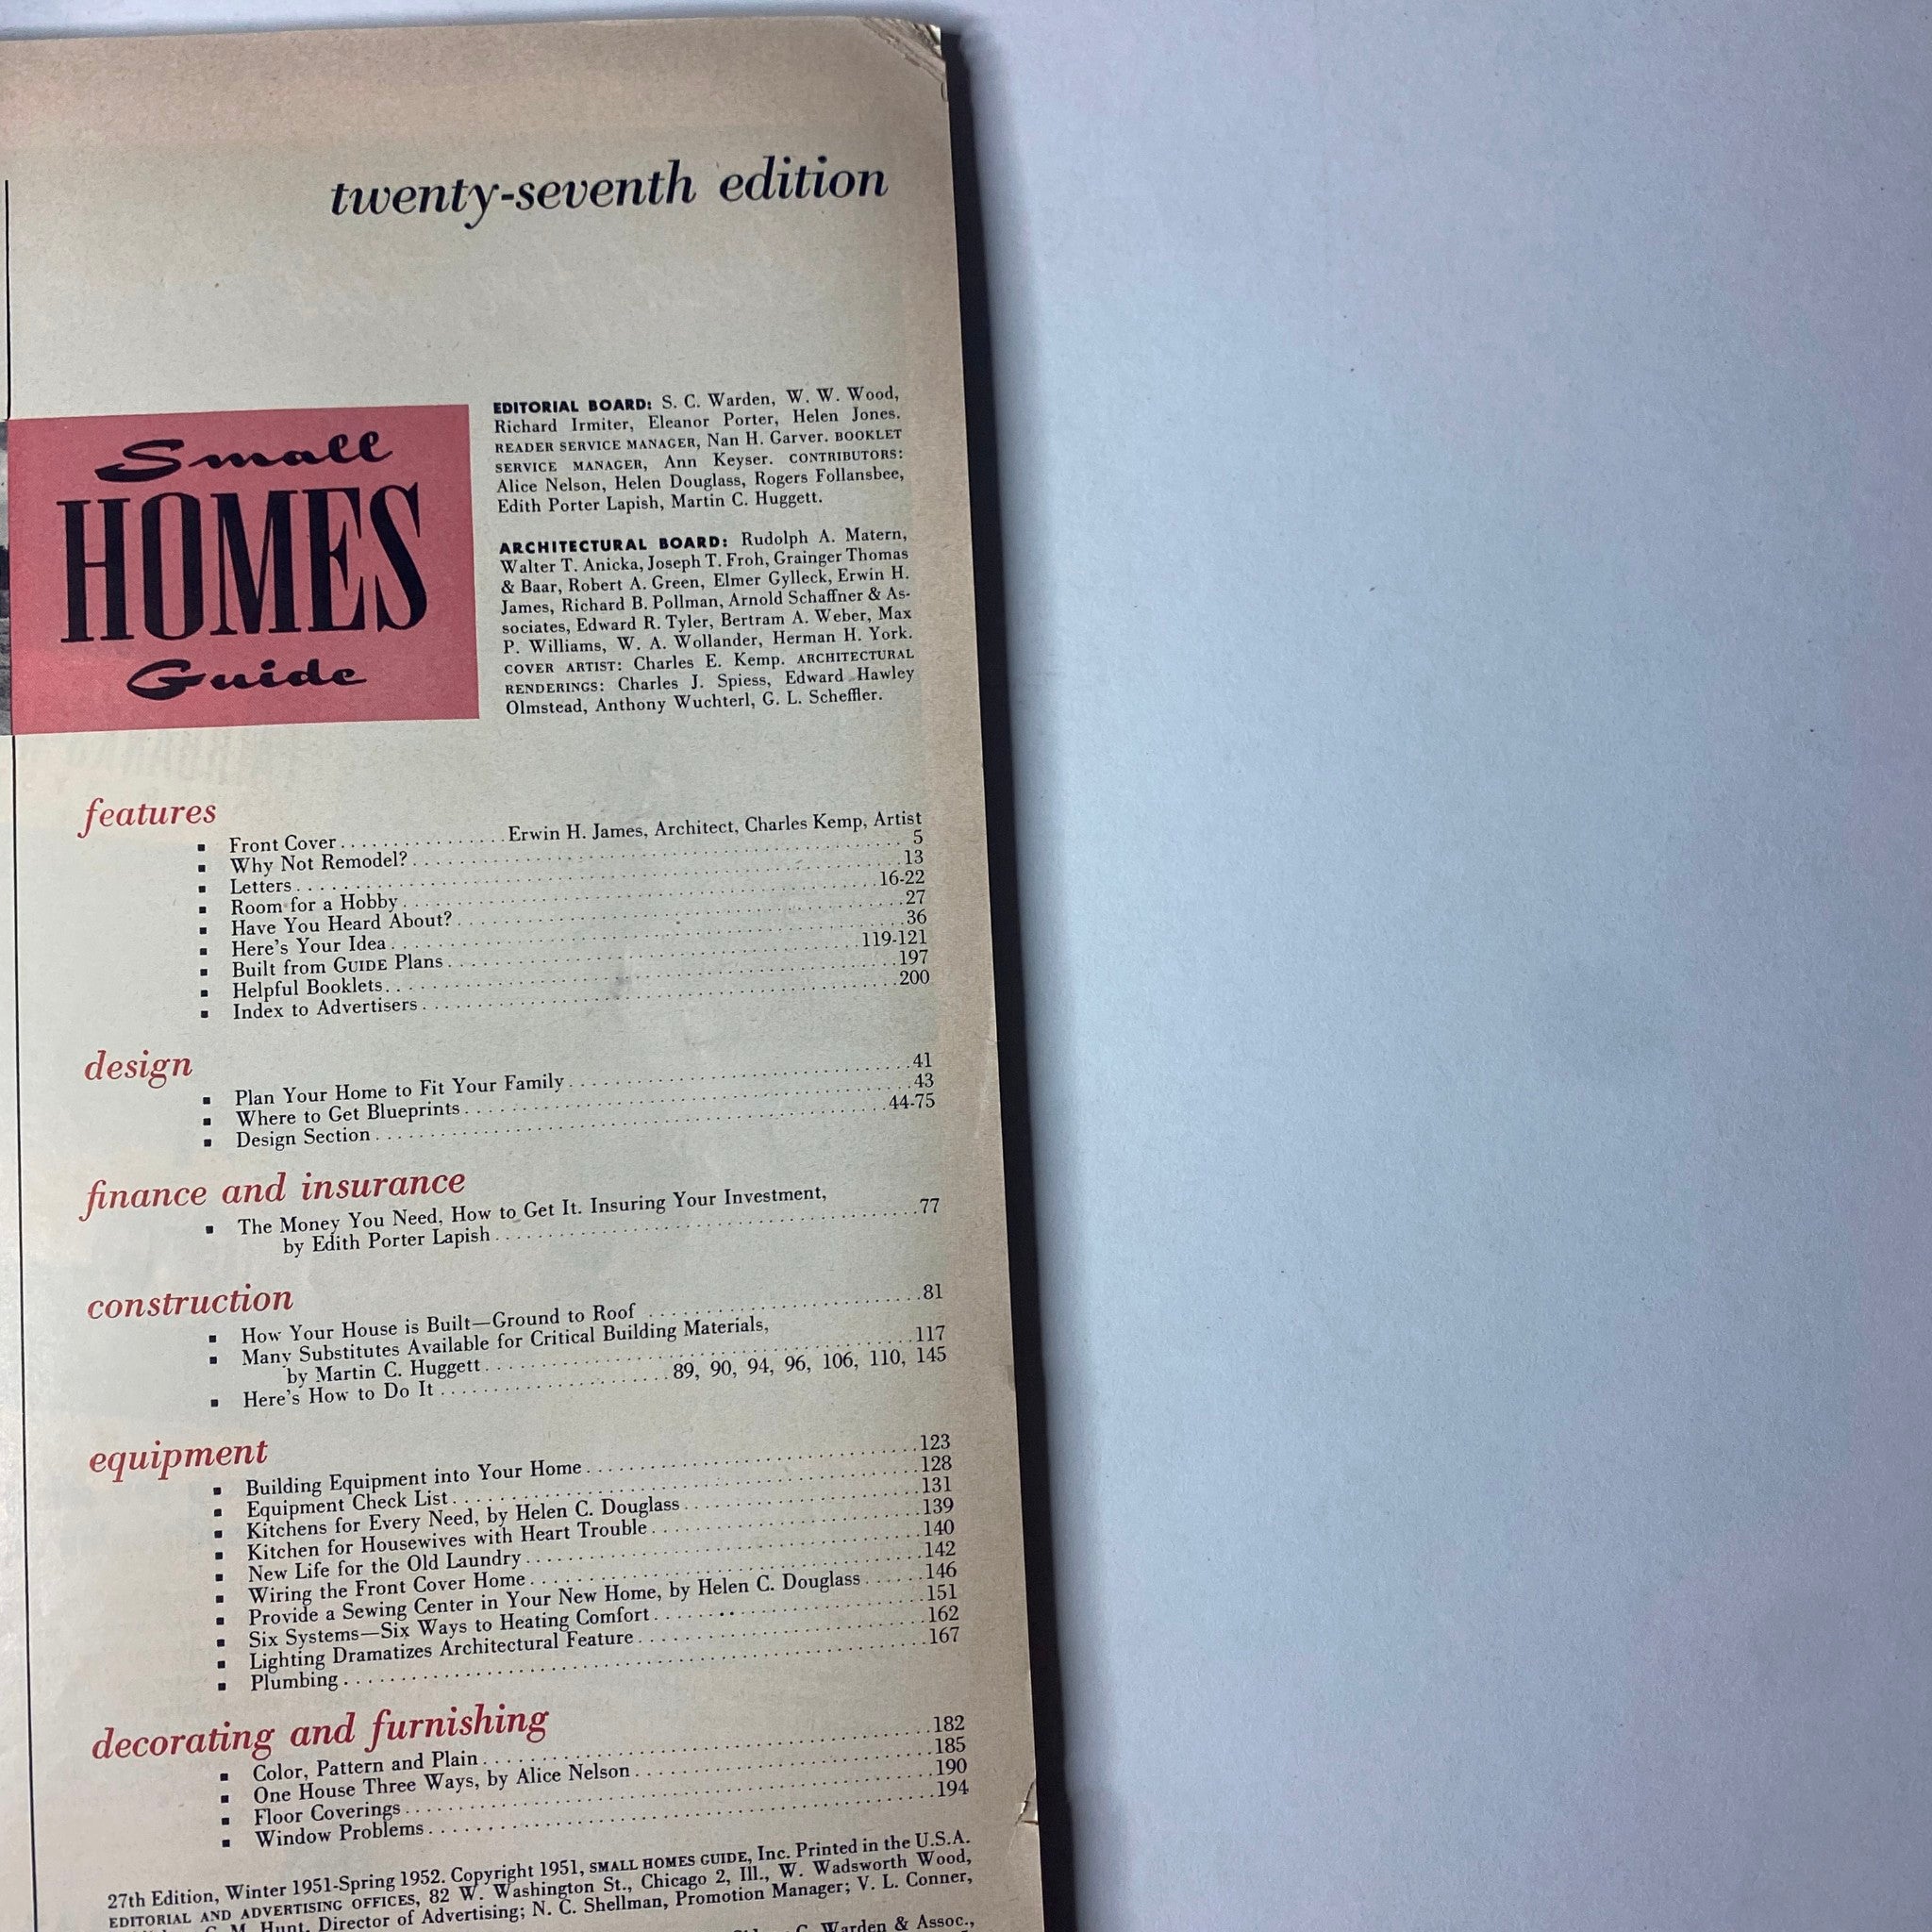 twenty-seventh edition
Small
HOMES
Guide
EDITORIAL BOARD: S. C. Warden, W. W. Wood,
Richard Irmiter, Eleanor Porter, Helen Jones.
READER SERVICE MANAGER, Nan H. Garver. BOOKLET
SERVICE MANAGER, Ann Keyser. CONTRIBUTORS:
Alice Nelson, Helen Douglass, Rogers Follansbee,
Edith Porter Lapish, Martin C. Huggett.
ARCHITECTURAL BOARD: Rudolph A. Matern,
Walter T. Anicka, Joseph T. Froh, Grainger Thomas
& Baar, Robert A. Green, Elmer Gylleck, Erwin H.
James, Richard B. Pollman, Arnold Schaffner & As-
sociates, Edward R. Tyler, Bertram A. Weber, Max
P. Williams, W. A. Wollander, Herman H. York.
COVER ARTIST: Charles E. Kemp. ARCHITECTURAL
RENDERINGS: Charles J. Spiess, Edward Hawley
Olmstead, Anthony Wuchterl, G. L. Scheffler.
features
Front Cover................Erwin H. James, Architect, Charles Kemp, Artist
Why Not Remodel?................5
Letters................13
Room for a Hobby................16-22
Have You Heard About?................27
Here's Your Idea................36
Built from GUIDE Plans................119-121
Helpful Booklets................197
Index to Advertisers................200
design
Plan Your Home to Fit Your Family................41
Where to Get Blueprints................43
Design Section................44-75
finance and insurance
The Money You Need, How to Get It. Insuring Your Investment,
by Edith Porter Lapish................77
construction
How Your House is Built—Ground to Roof................81
Many Substitutes Available for Critical Building Materials,
by Martin C. Huggett................117
Here's How to Do It................89, 90, 94, 96, 106, 110, 145
equipment
Building Equipment into Your Home................123
Equipment Check List................128
Kitchens for Every Need, by Helen C. Douglass................131
Kitchen for Housewives with Heart Trouble................139
New Life for the Old Laundry................140
Wiring the Front Cover Home................142
Provide a Sewing Center in Your New Home, by Helen C. Douglass......146
Six Systems—Six Ways to Heating Comfort................151
Lighting Dramatizes Architectural Feature................162
Plumbing................167
decorating and furnishing
Color, Pattern and Plain................182
One House Three Ways, by Alice Nelson................185
Floor Coverings................190
Window Problems................194
27th Edition, Winter 1951-Spring 1952. Copyright 1951, SMALL HOMES GUIDE, Inc. Printed in the U.S.A.
EDITORIAL AND ADVERTISING OFFICES, 82 W. Washington St., Chicago 2, Ill., W. Wadsworth Wood,
M. Hunt, Director of Advertising; N. C. Shellman, Promotion Manager; V. L. Conner,
C. Warden & Assoc.,